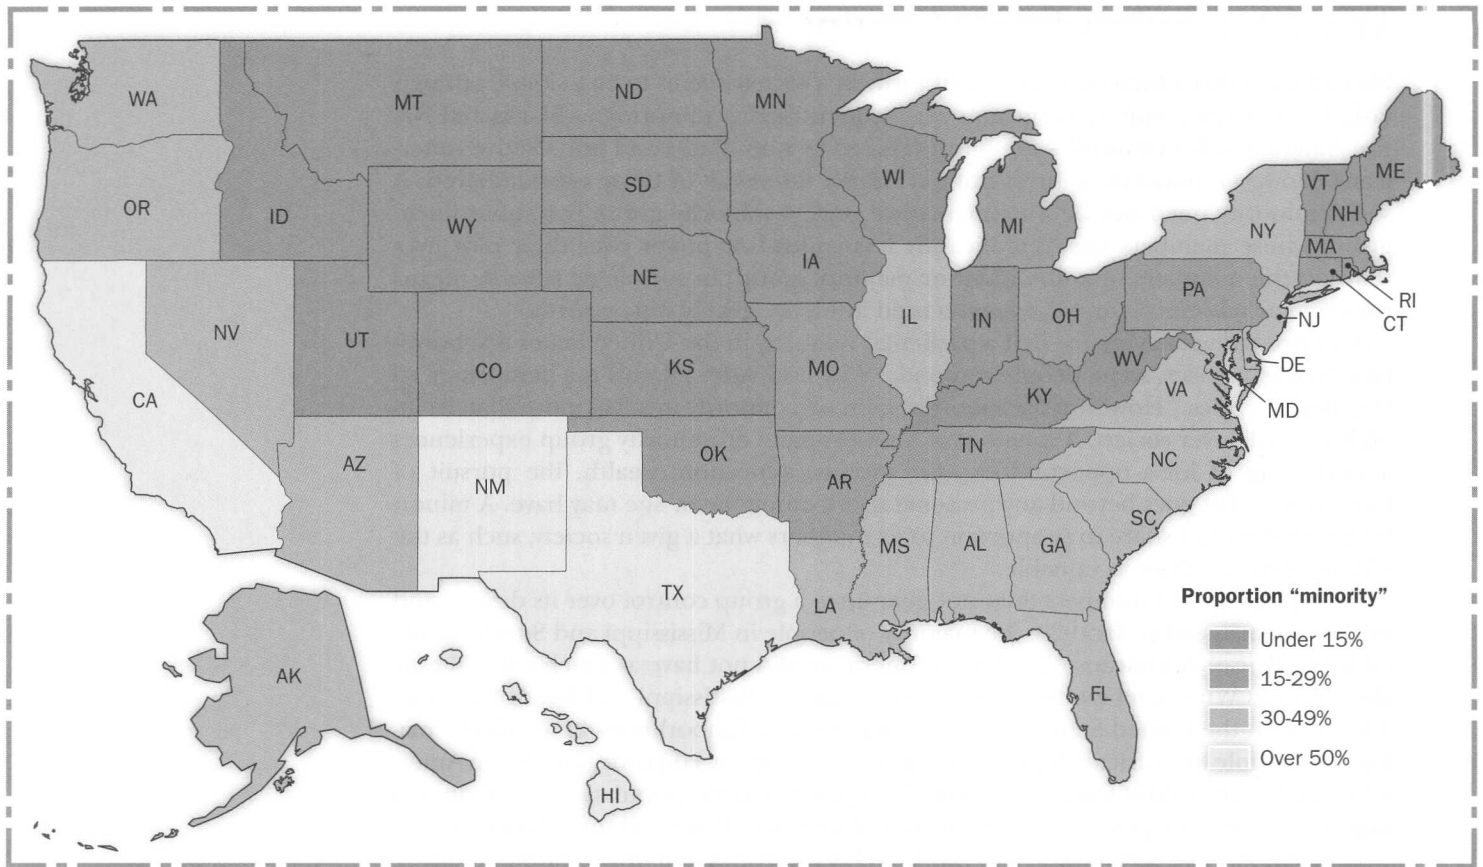 WA
MT
ND
MN
OR
ID
WY
SD
WI
MI
VT
ME
NH
NY
MA
RI
CT
NV
UT
CO
NE
IA
IL
IN
OH
PA
NJ
DE
MD
CA
KS
MO
KY
WV
VA
AZ
NM
OK
AR
TN
NC
SC
TX
LA
MS
AL
GA
FL
AK
HI
Proportion “minority”
Under 15%
15-29%
30-49%
Over 50%